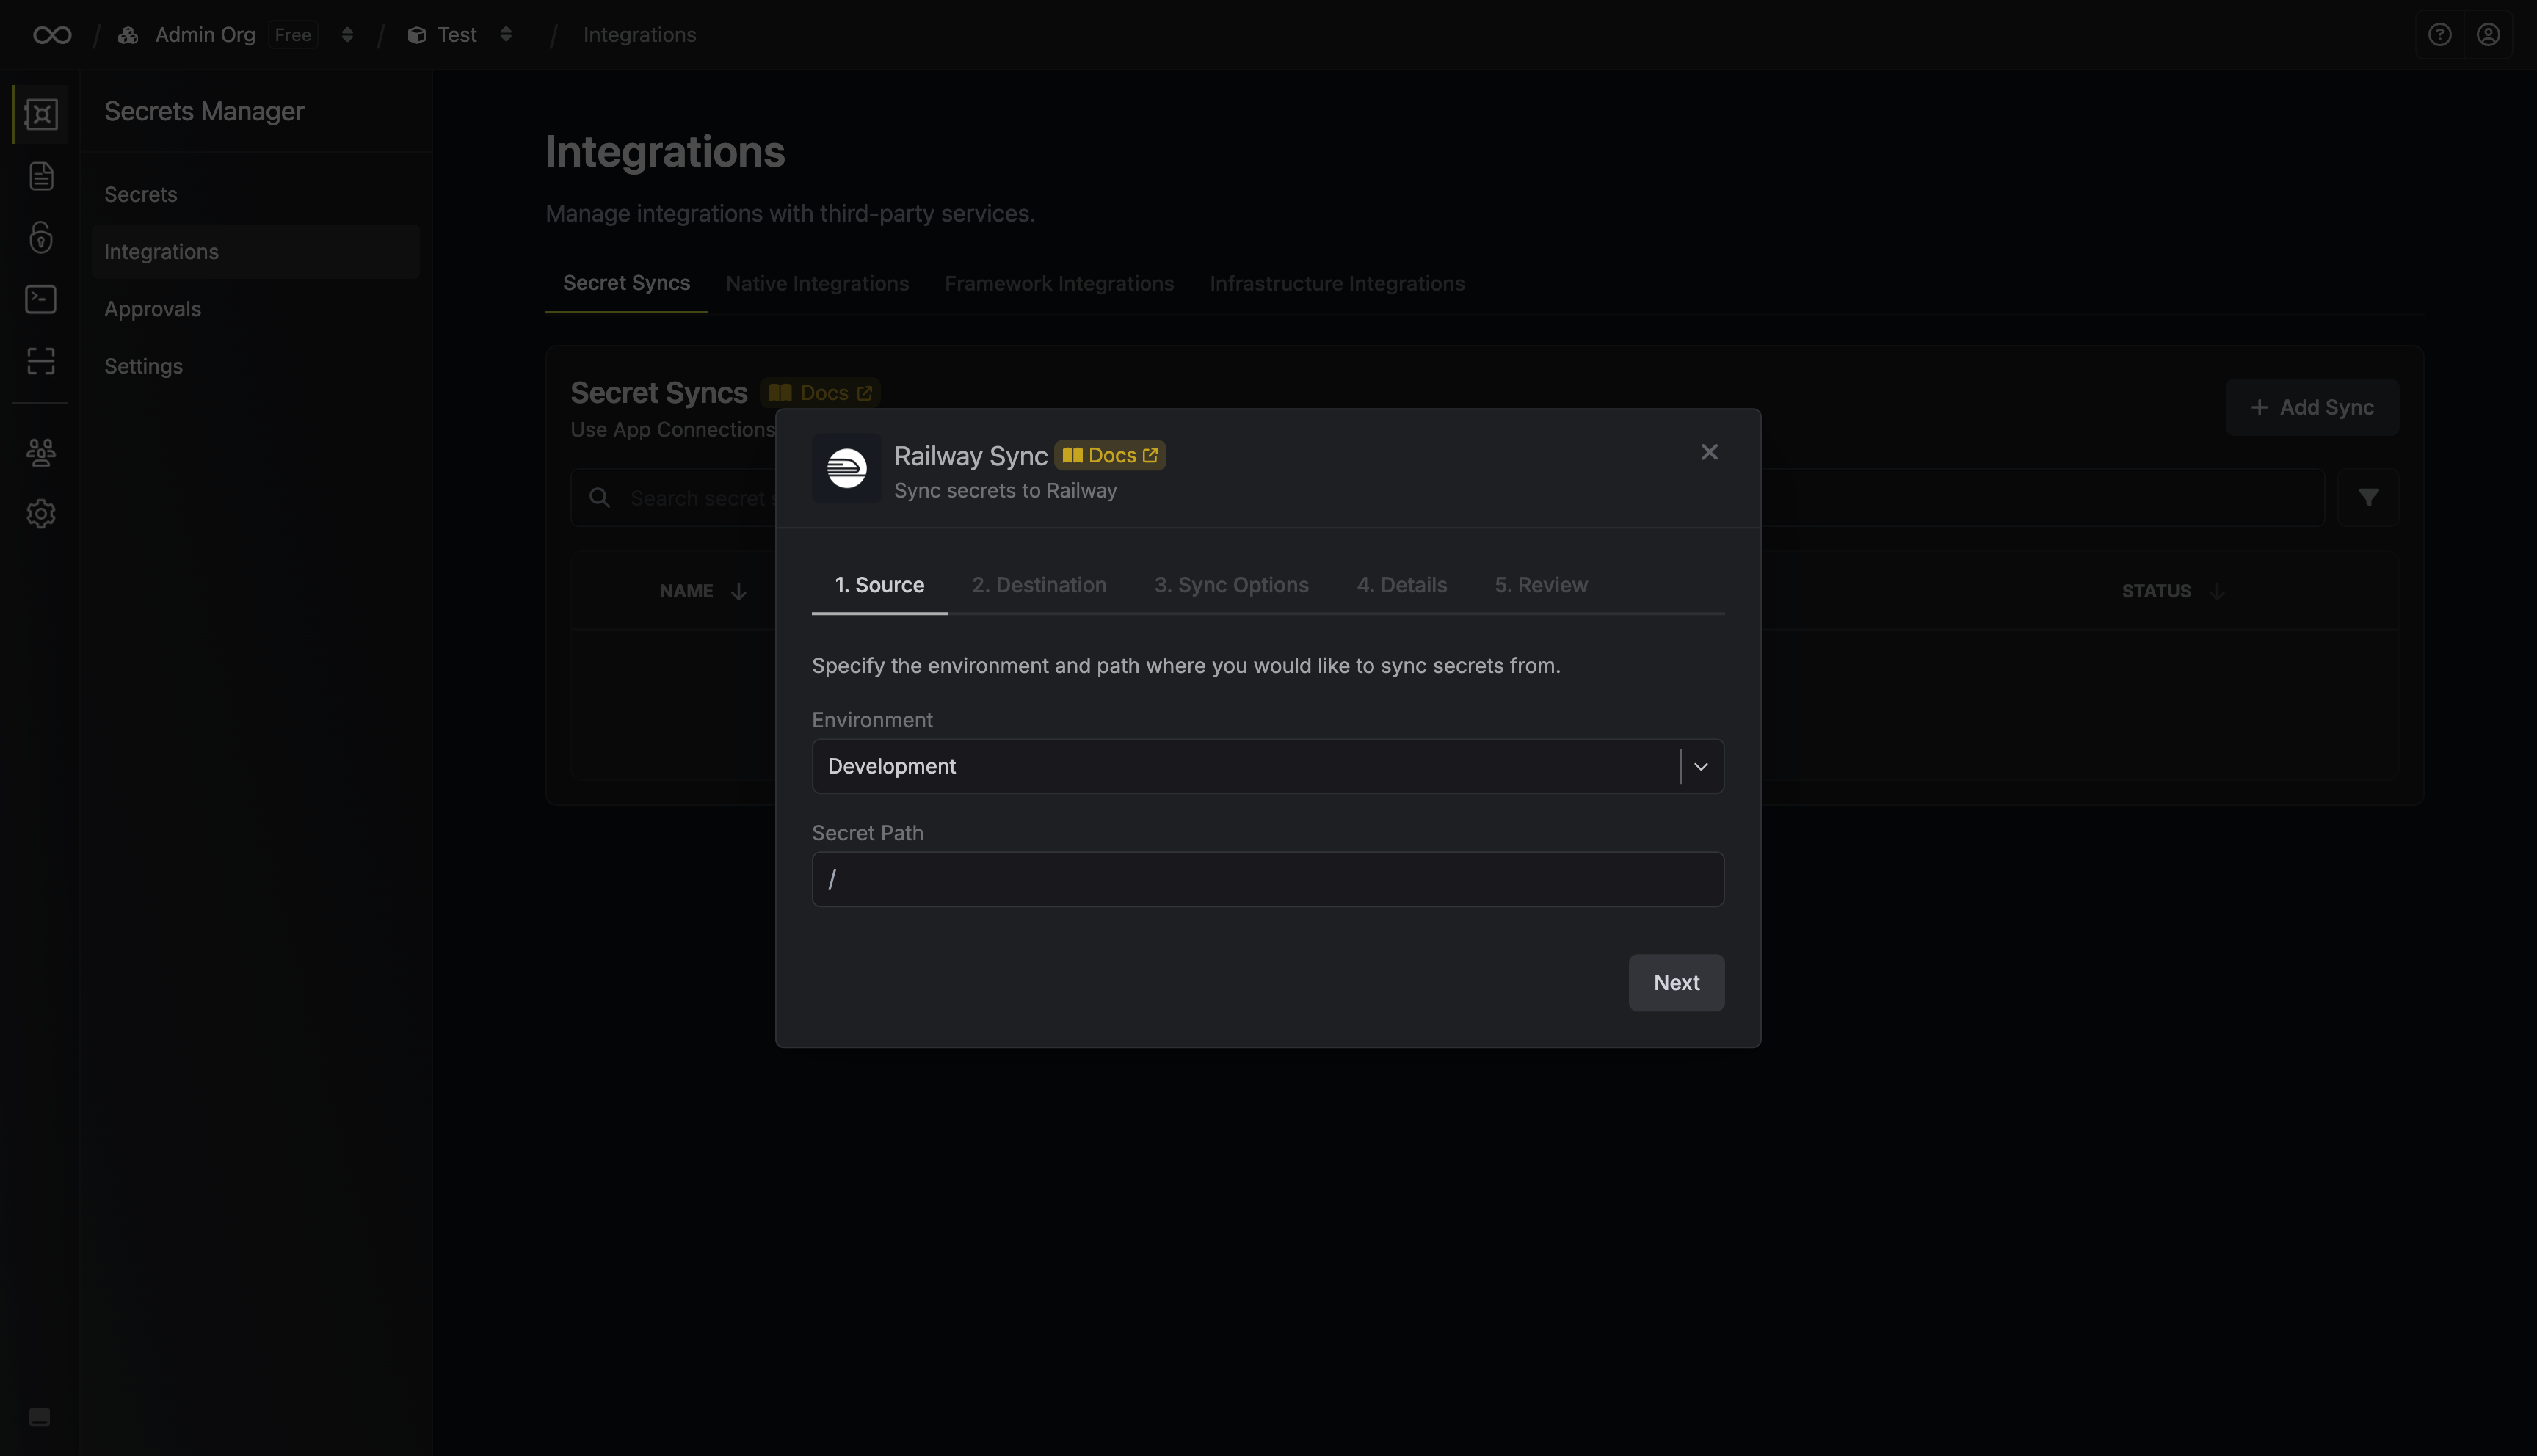 / Admin Org Free / Test / Integrations
Secrets Manager
Secrets
Integrations
Approvals
Settings
Integrations
Manage integrations with third-party services.
Secret Syncs Native Integrations Framework Integrations Infrastructure Integrations
Secret Syncs Docs
Use App Connections
+ Add Sync
Search secret
NAME
STATUS
Railway Sync Docs
Sync secrets to Railway
1. Source 2. Destination 3. Sync Options 4. Details 5. Review
Specify the environment and path where you would like to sync secrets from.
Environment
Development
Secret Path
/
Next